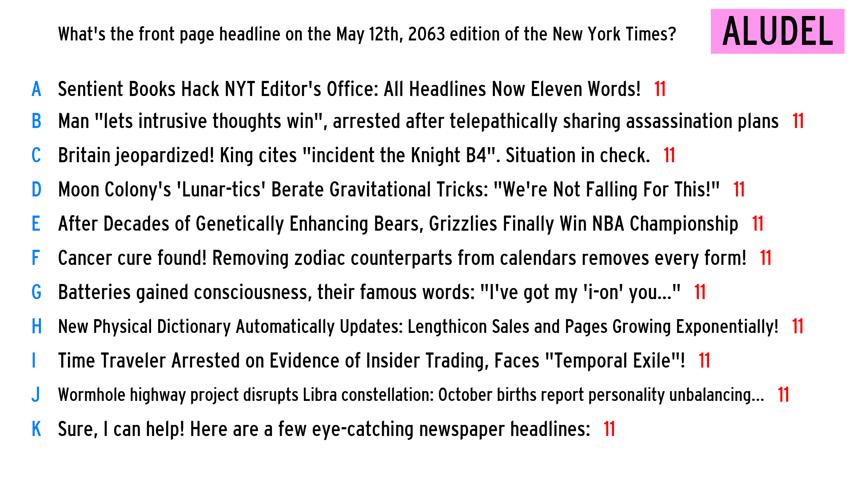 What's the front page headline on the May 12th, 2063 edition of the New York Times?
ALUDEL
A Sentient Books Hack NYT Editor's Office: All Headlines Now Eleven Words! 11
B Man "lets intrusive thoughts win", arrested after telepathically sharing assassination plans 11
C Britain jeopardized! King cites "incident the Knight B4". Situation in check. 11
D Moon Colony's 'Lunar-tics' Berate Gravitational Tricks: "We're Not Falling For This!" 11
E After Decades of Genetically Enhancing Bears, Grizzlies Finally Win NBA Championship 11
F Cancer cure found! Removing zodiac counterparts from calendars removes every form! 11
G Batteries gained consciousness, their famous words: "I've got my 'i-on' you..." 11
H New Physical Dictionary Automatically Updates: Lengthicon Sales and Pages Growing Exponentially! 11
I Time Traveler Arrested on Evidence of Insider Trading, Faces "Temporal Exile"! 11
J Wormhole highway project disrupts Libra constellation: October births report personality unbalancing... 11
K Sure, I can help! Here are a few eye-catching newspaper headlines: 11